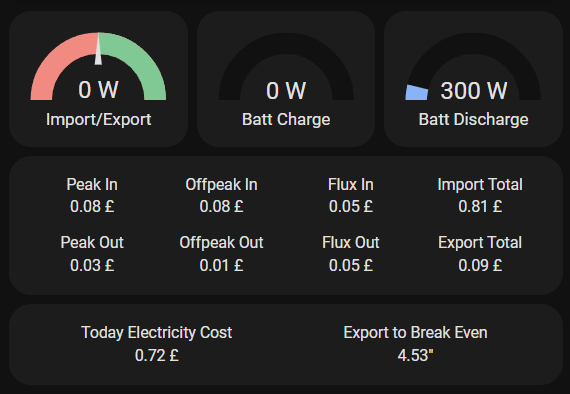 0 W
Import/Export
0 W
Batt Charge
300 W
Batt Discharge
Peak In
Offpeak In
Flux In
Import Total
0.08 £
0.08 £
0.05 £
0.81 £
Peak Out
Offpeak Out
Flux Out
Export Total
0.03 £
0.01 £
0.05 £
0.09 £
Today Electricity Cost
Export to Break Even
0.72 £
4.53"